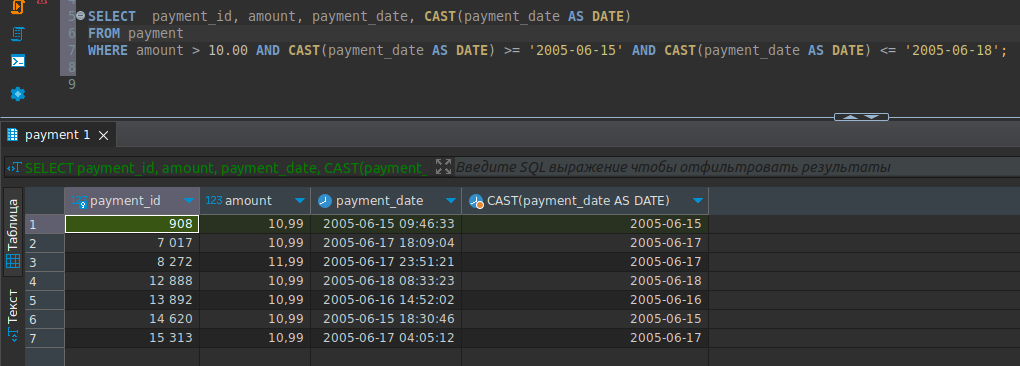 5 SELECT  payment_id, amount, payment_date, CAST(payment_date AS DATE)
6 FROM payment
7 WHERE amount > 10.00 AND CAST(payment_date AS DATE) >= '2005-06-15' AND CAST(payment_date AS DATE) <= '2005-06-18';
8
9
payment 1
SELECT payment_id, amount, payment_date, CAST(payment_ Введите SQL выражение чтобы отфильтровать результаты
Таблица
Текст
123 payment_id 123 amount payment_date CAST(payment_date AS DATE)
1 908 10,99 2005-06-15 09:46:33 2005-06-15
2 7 017 10,99 2005-06-17 18:09:04 2005-06-17
3 8 272 11,99 2005-06-17 23:51:21 2005-06-17
4 12 888 10,99 2005-06-18 08:33:23 2005-06-18
5 13 892 10,99 2005-06-16 14:52:02 2005-06-16
6 14 620 10,99 2005-06-15 18:30:46 2005-06-15
7 15 313 10,99 2005-06-17 04:05:12 2005-06-17